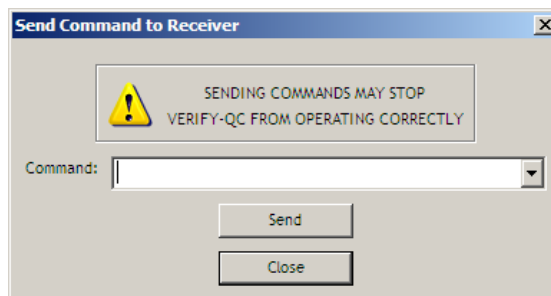 Send Command to Receiver
SENDING COMMANDS MAY STOP
VERIFY-QC FROM OPERATING CORRECTLY
Command:
Send
Close